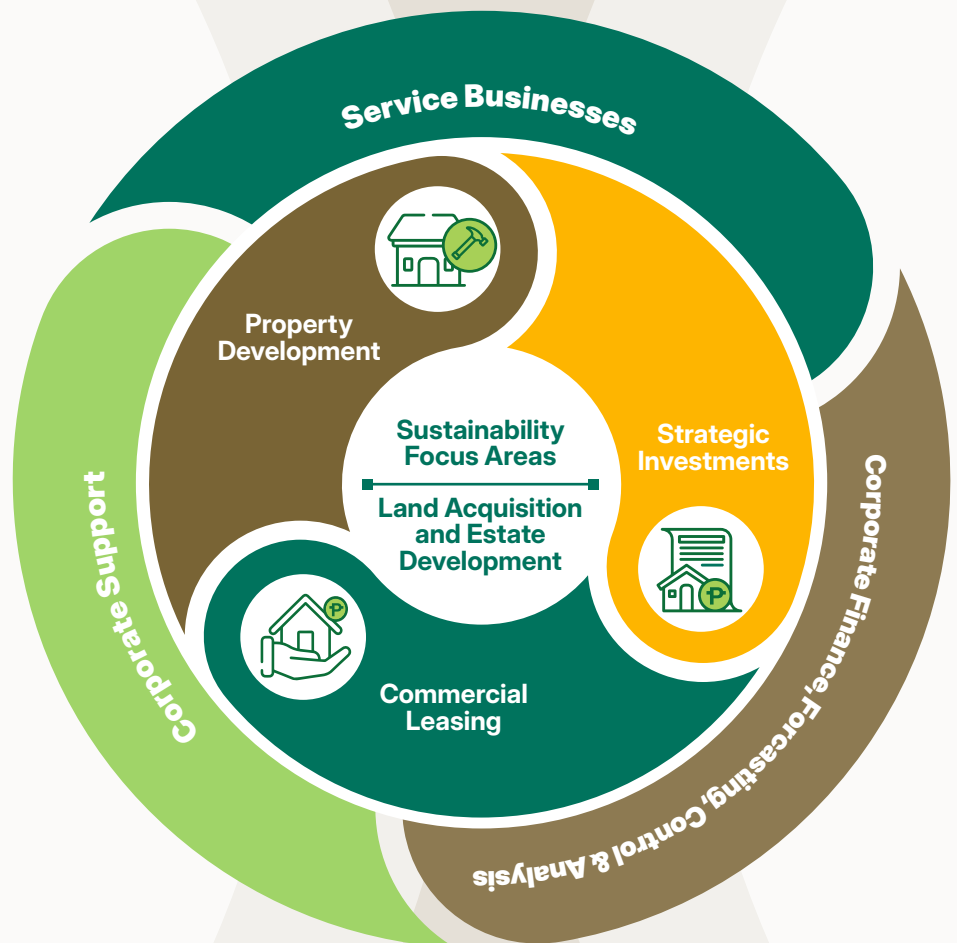 Service Businesses
Property
Development
Sustainability
Focus Areas
Land Acquisition
and Estate
Development
Strategic
Investments
Commercial
Leasing
Corporate Support
Corporate Finance, Forcasting, Control & Analysis
₱
₱